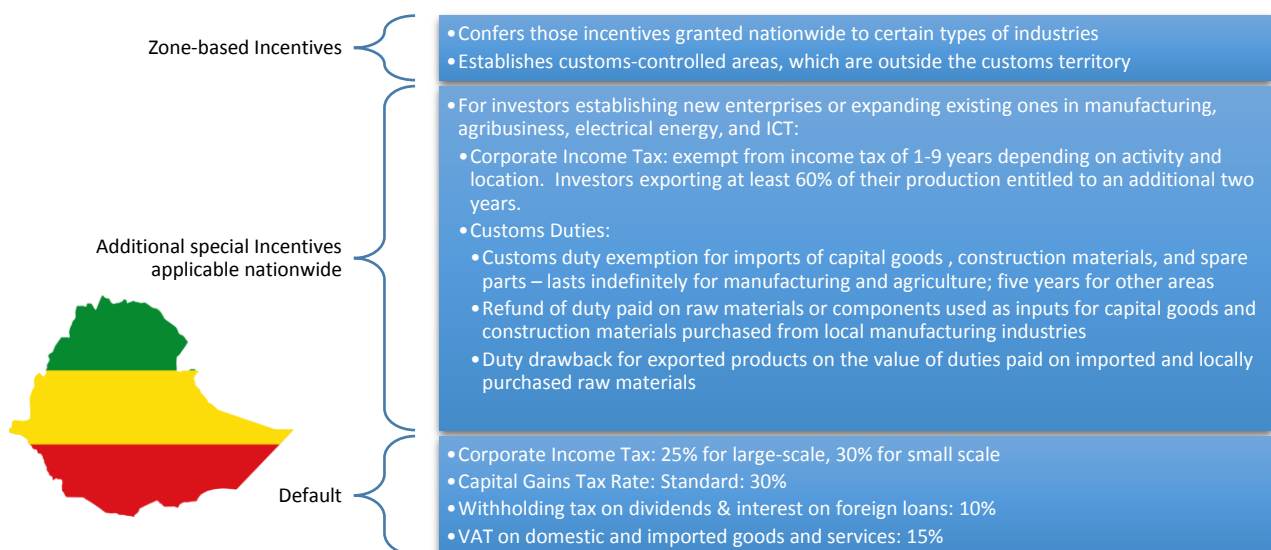 Zone-based Incentives
•Confers those incentives granted nationwide to certain types of industries
•Establishes customs-controlled areas, which are outside the customs territory
Additional special Incentives
applicable nationwide
•For investors establishing new enterprises or expanding existing ones in manufacturing,
agribusiness, electrical energy, and ICT:
•Corporate Income Tax: exempt from income tax of 1-9 years depending on activity and
location.  Investors exporting at least 60% of their production entitled to an additional two
years.
•Customs Duties:
•Customs duty exemption for imports of capital goods , construction materials, and spare
parts – lasts indefinitely for manufacturing and agriculture; five years for other areas
•Refund of duty paid on raw materials or components used as inputs for capital goods and
construction materials purchased from local manufacturing industries
•Duty drawback for exported products on the value of duties paid on imported and locally
purchased raw materials
Default
•Corporate Income Tax: 25% for large-scale, 30% for small scale
•Capital Gains Tax Rate: Standard: 30%
•Withholding tax on dividends & interest on foreign loans: 10%
•VAT on domestic and imported goods and services: 15%